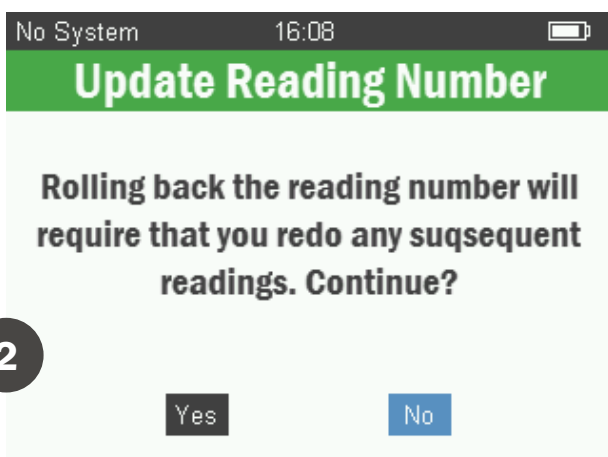 No System 16:08
Update Reading Number
Rolling back the reading number will
require that you redo any suqsequent
readings. Continue?
2
Yes No